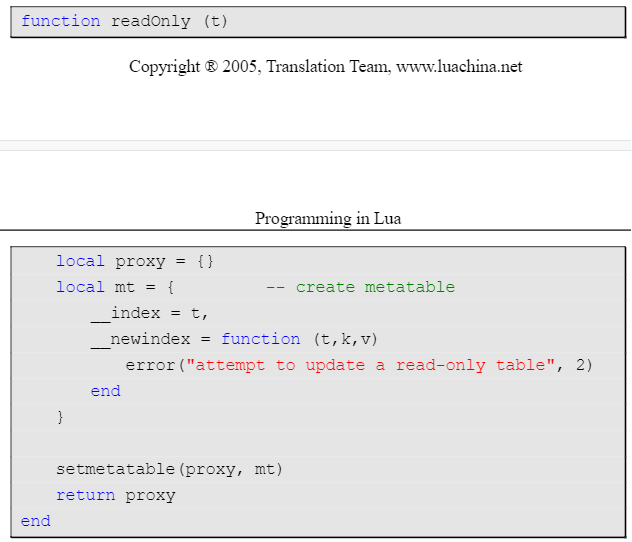 function readOnly (t)
Copyright ® 2005, Translation Team, www.luachina.net
Programming in Lua
local proxy = {}
local mt = {         -- create metatable
__index = t,
__newindex = function (t,k,v)
error("attempt to update a read-only table", 2)
end
}
setmetatable(proxy, mt)
return proxy
end